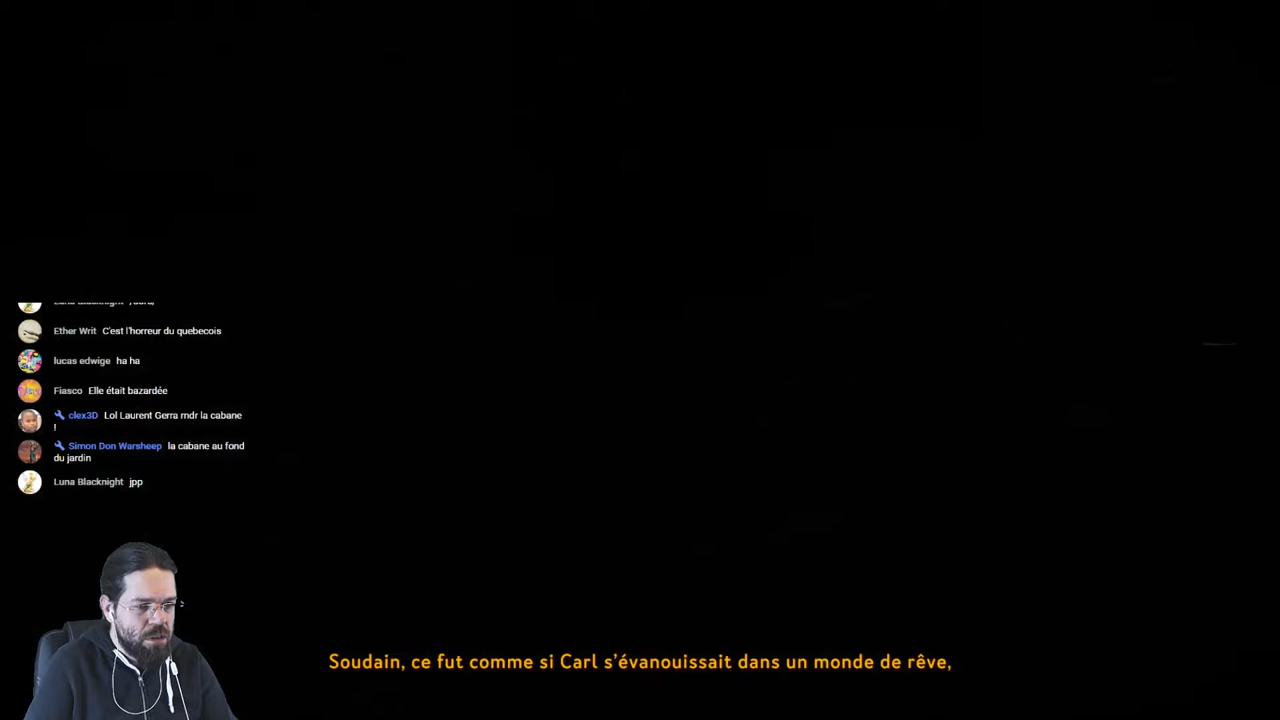 Ether Writ C'est l'horreur du quebecois
lucas edwige ha ha
Fiasco Elle était bazardée
clex3D Lol Laurent Gerra mdr la cabane
!
Simon Don Warsheep la cabane au fond
du jardin
Luna Blacknight jpp
Soudain, ce fut comme si Carl s'évanouissait dans un monde de rêve,